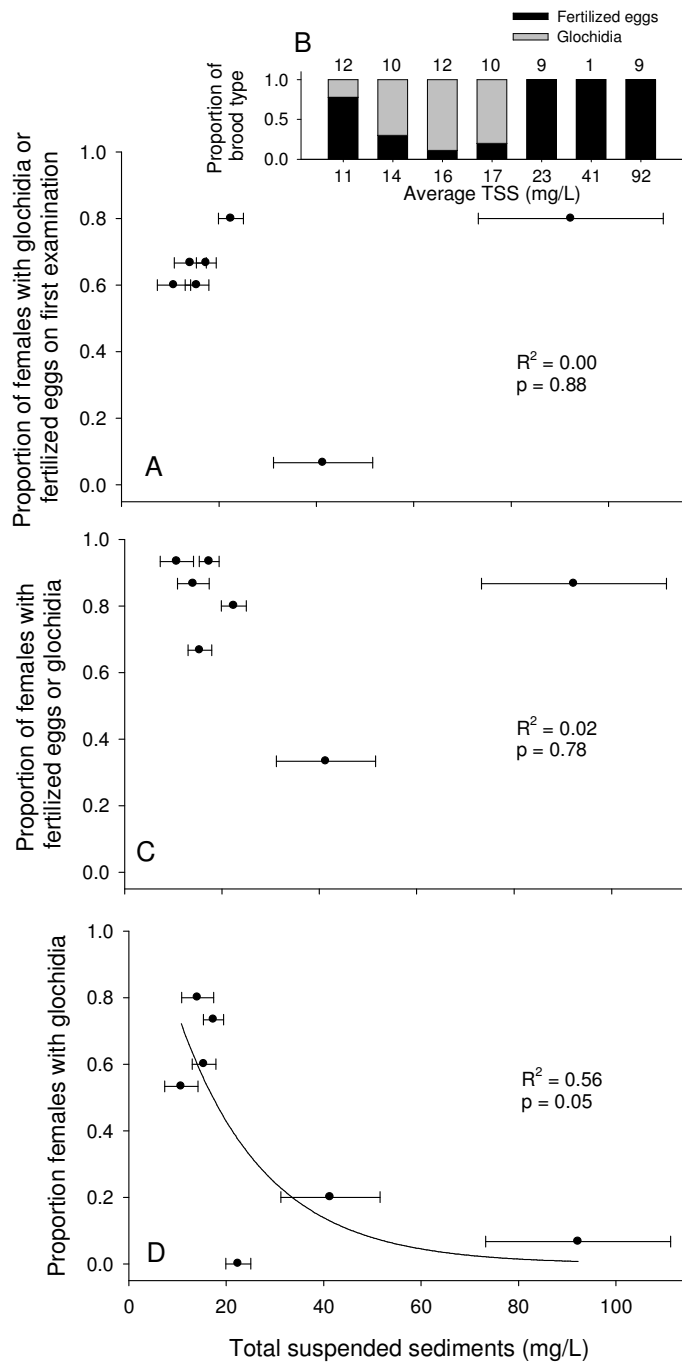 Fertilized eggs
Glochidia
B
12 10 12 10 9 1 9
Proportion of
brood type
1.0
0.5
0.0
11 14 16 17 23 41 92
Average TSS (mg/L)
Proportion of females with glochidia or
fertilized eggs on first examination
1.0
0.8
0.6
0.4
0.2
0.0
R² = 0.00
p = 0.88
A
Proportion of females with
fertilized eggs or glochidia
1.0
0.8
0.6
0.4
0.2
0.0
R² = 0.02
p = 0.78
C
Proportion females with glochidia
1.0
0.8
0.6
0.4
0.2
0.0
R² = 0.56
p = 0.05
D
0 20 40 60 80 100
Total suspended sediments (mg/L)